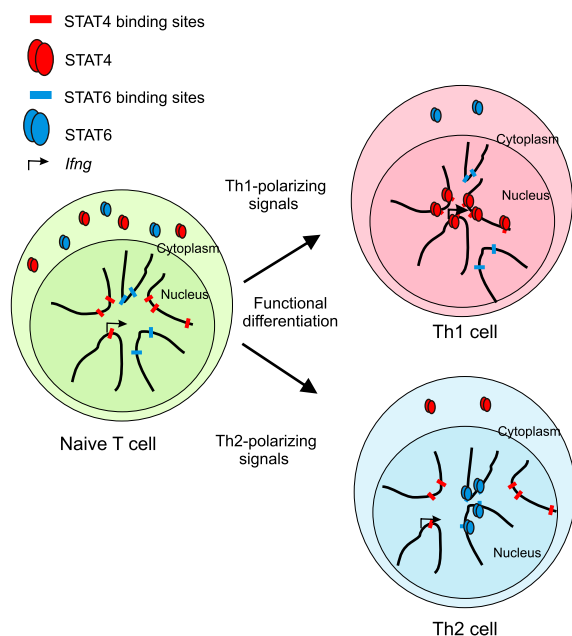 STAT4 binding sites
STAT4
STAT6 binding sites
STAT6
Ifng
Cytoplasm
Nucleus
Naive T cell
Th1-polarizing
signals
Functional
differentiation
Th2-polarizing
signals
Cytoplasm
Nucleus
Th1 cell
Cytoplasm
Nucleus
Th2 cell